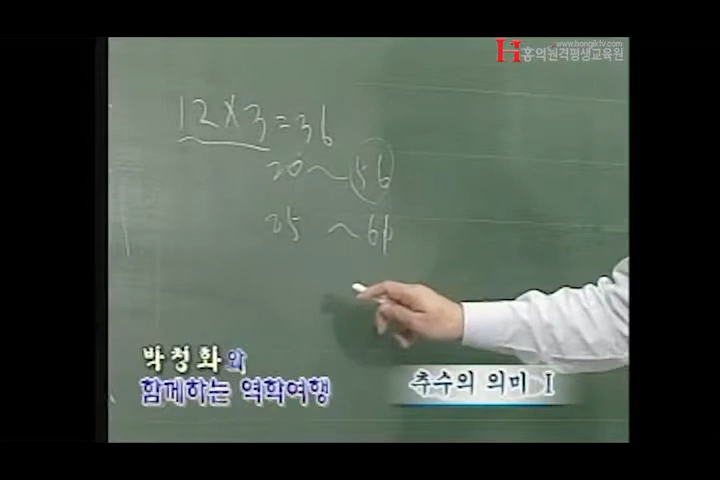 www.hongiktv.com
홍익원격평생교육원
12×3=36
20~56
25 ~61
박청화와
함께하는 역학여행
추수의 의미 I